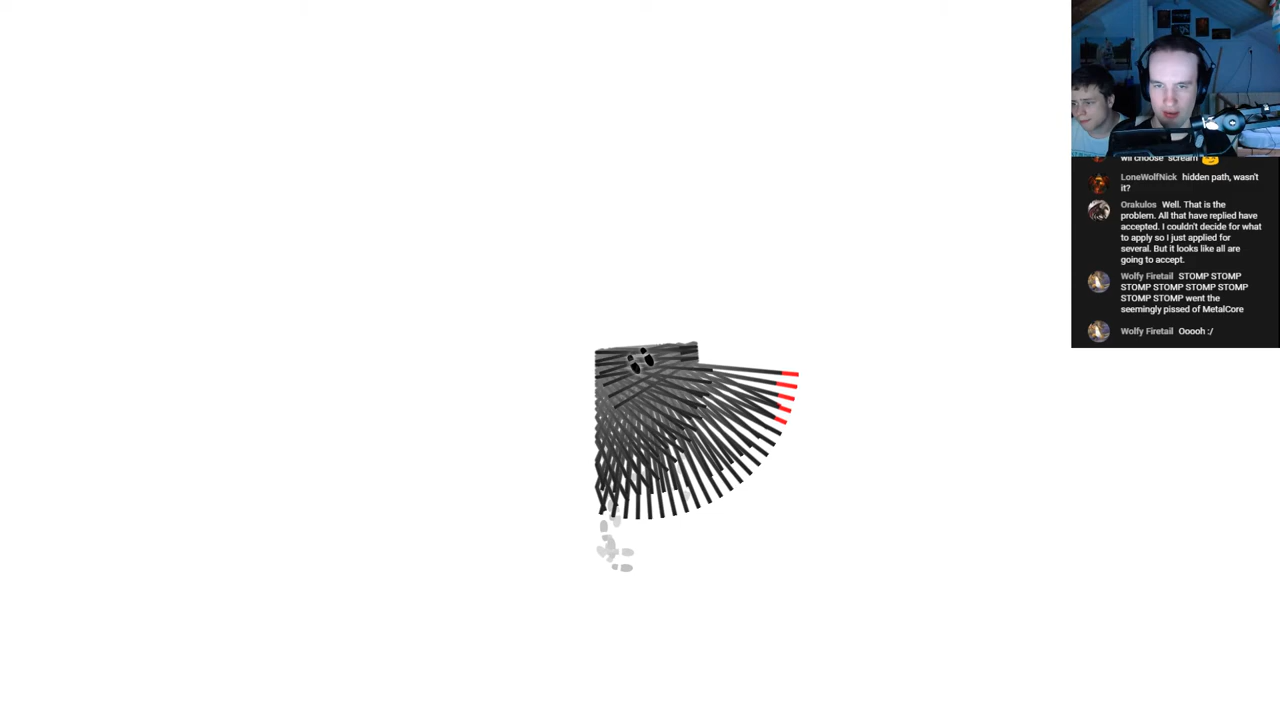 will choose "scream"
LoneWolfNick hidden path, wasn't
it?
Orakulos Well. That is the
problem. All that have replied have
accepted. I couldn't decide for what
to apply so I just applied for
several. But it looks like all are
going to accept.
Wolfy Firetail STOMP STOMP
STOMP STOMP STOMP STOMP
STOMP STOMP went the
seemingly pissed of MetalCore
Wolfy Firetail Ooooh :/